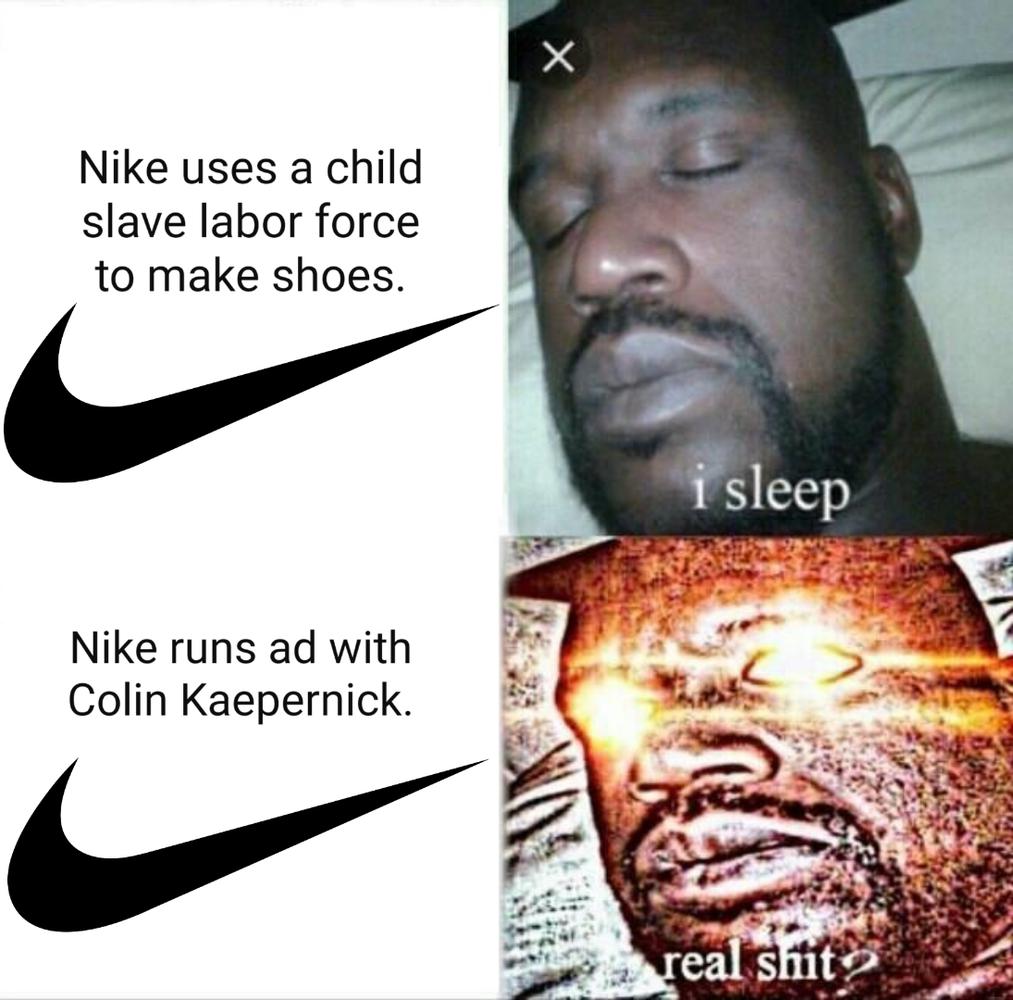 Nike uses a child
slave labor force
to make shoes.
i sleep
Nike runs ad with
Colin Kaepernick.
real shit?